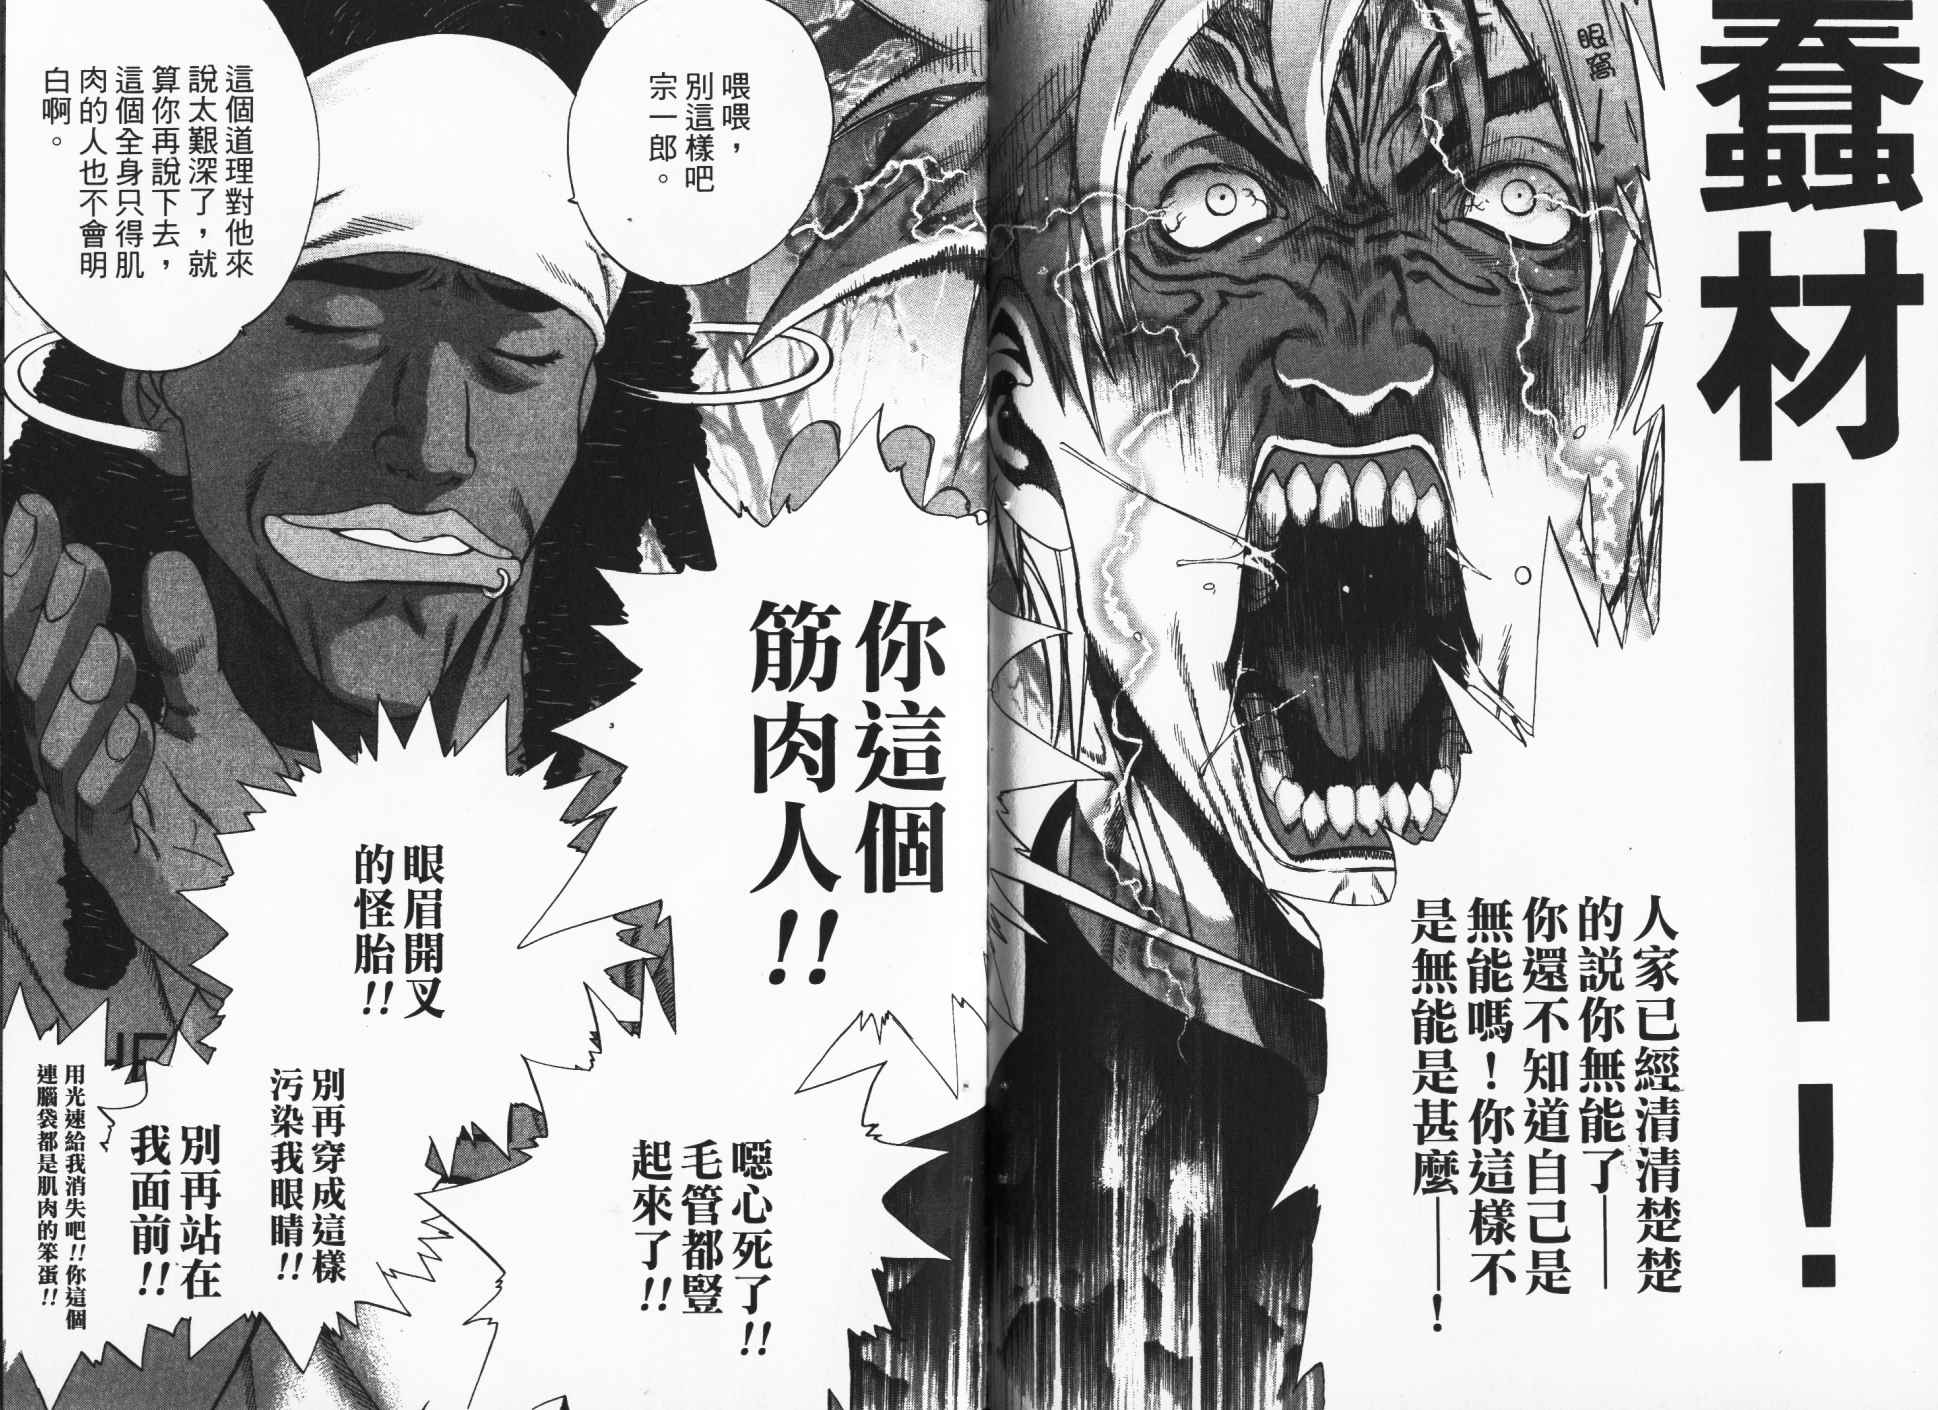 蠢材——！
眼窩
人家已經清清楚楚
的說你無能了——
你還不知道自己是
無能嗎！你這樣不
是無能是甚麼——！
你這個
筋肉人！！
喂喂，
別這樣吧
宗一郎。
這個道理對他來
說太艱深了，就
算你再說下去，
這個全身只得肌
肉的人也不會明
白啊。
噁心死了！！
毛管都豎
起來了！！
眼眉開叉
的怪胎！！
別再穿成這樣
污染我眼睛！！
別再站在
我面前！！
用光速給我消失吧！！你這個
連腦袋都是肌肉的笨蛋！！